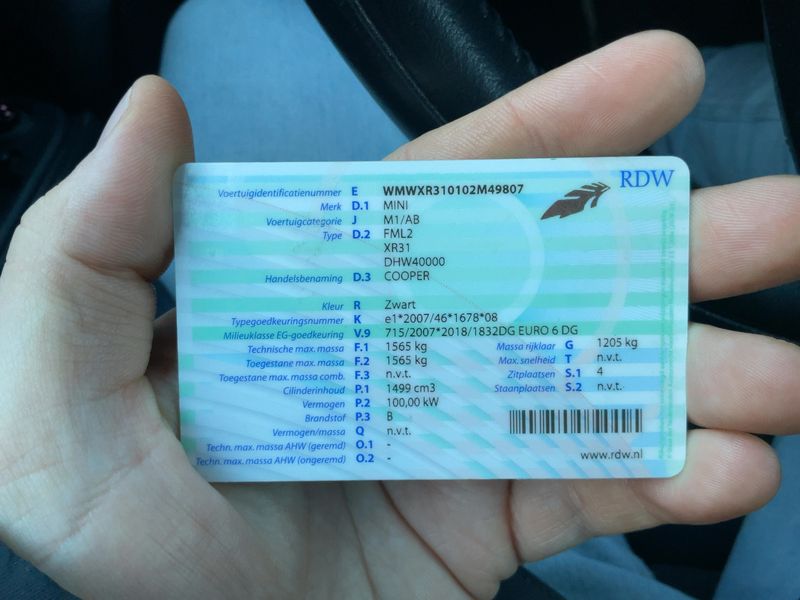 RDW
Voertuigidentificatienummer E WMWXR310102M49807
Merk D.1 MINI
Voertuigcategorie J M1/AB
Type D.2 FML2
XR31
DHW40000
Handelsbenaming D.3 COOPER
Kleur R Zwart
Typegoedkeuringsnummer K e1*2007/46*1678*08
Milieuklasse EG-goedkeuring V.9 715/2007*2018/1832DG EURO 6 DG
Technische max. massa F.1 1565 kg Massa rijklaar G 1205 kg
Toegestane max. massa F.2 1565 kg Max. snelheid T n.v.t.
Toegestane max. massa comb. F.3 n.v.t. Zitplaatsen S.1 4
Cilinderinhoud P.1 1499 cm3 Staanplaatsen S.2 n.v.t.
Vermogen P.2 100,00 kW
Brandstof P.3 B
Vermogen/massa Q n.v.t.
Techn. max. massa AHW (geremd) O.1 -
Techn. max. massa AHW (ongeremd) O.2 -
www.rdw.nl